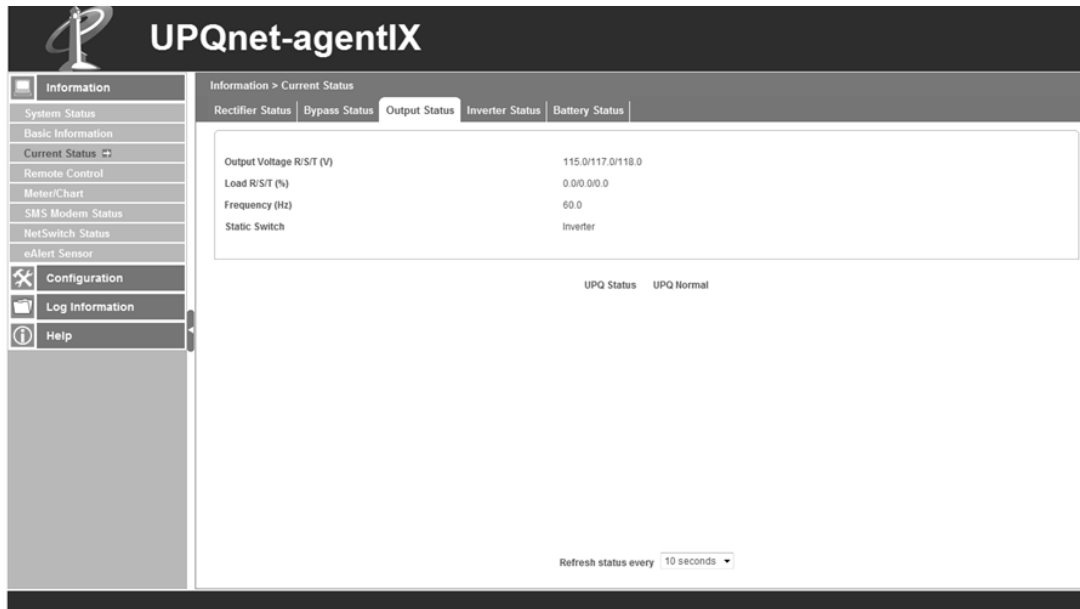 UPQnet-agentIX
Information
System Status
Basic Information
Current Status
Remote Control
Meter/Chart
SMS Modem Status
NetSwitch Status
eAlert Sensor
Configuration
Log Information
Help
Information > Current Status
Rectifier Status Bypass Status Output Status Inverter Status Battery Status
Output Voltage R/S/T (V) 115.0/117.0/118.0
Load R/S/T (%) 0.0/0.0/0.0
Frequency (Hz) 60.0
Static Switch Inverter
UPQ Status UPQ Normal
Refresh status every 10 seconds